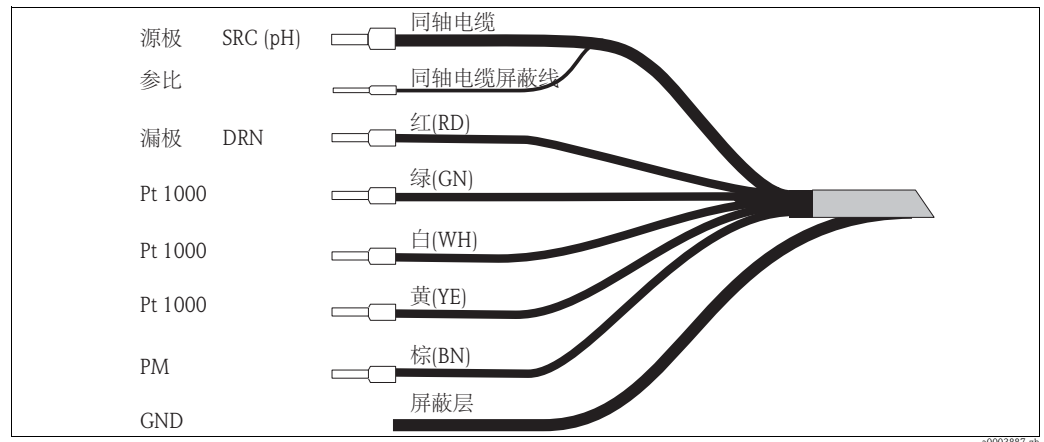 源极 SRC (pH) 同轴电缆
参比 同轴电缆屏蔽线
漏极 DRN 红(RD)
Pt 1000 绿(GN)
Pt 1000 白(WH)
Pt 1000 黄(YE)
PM 棕(BN)
GND 屏蔽层